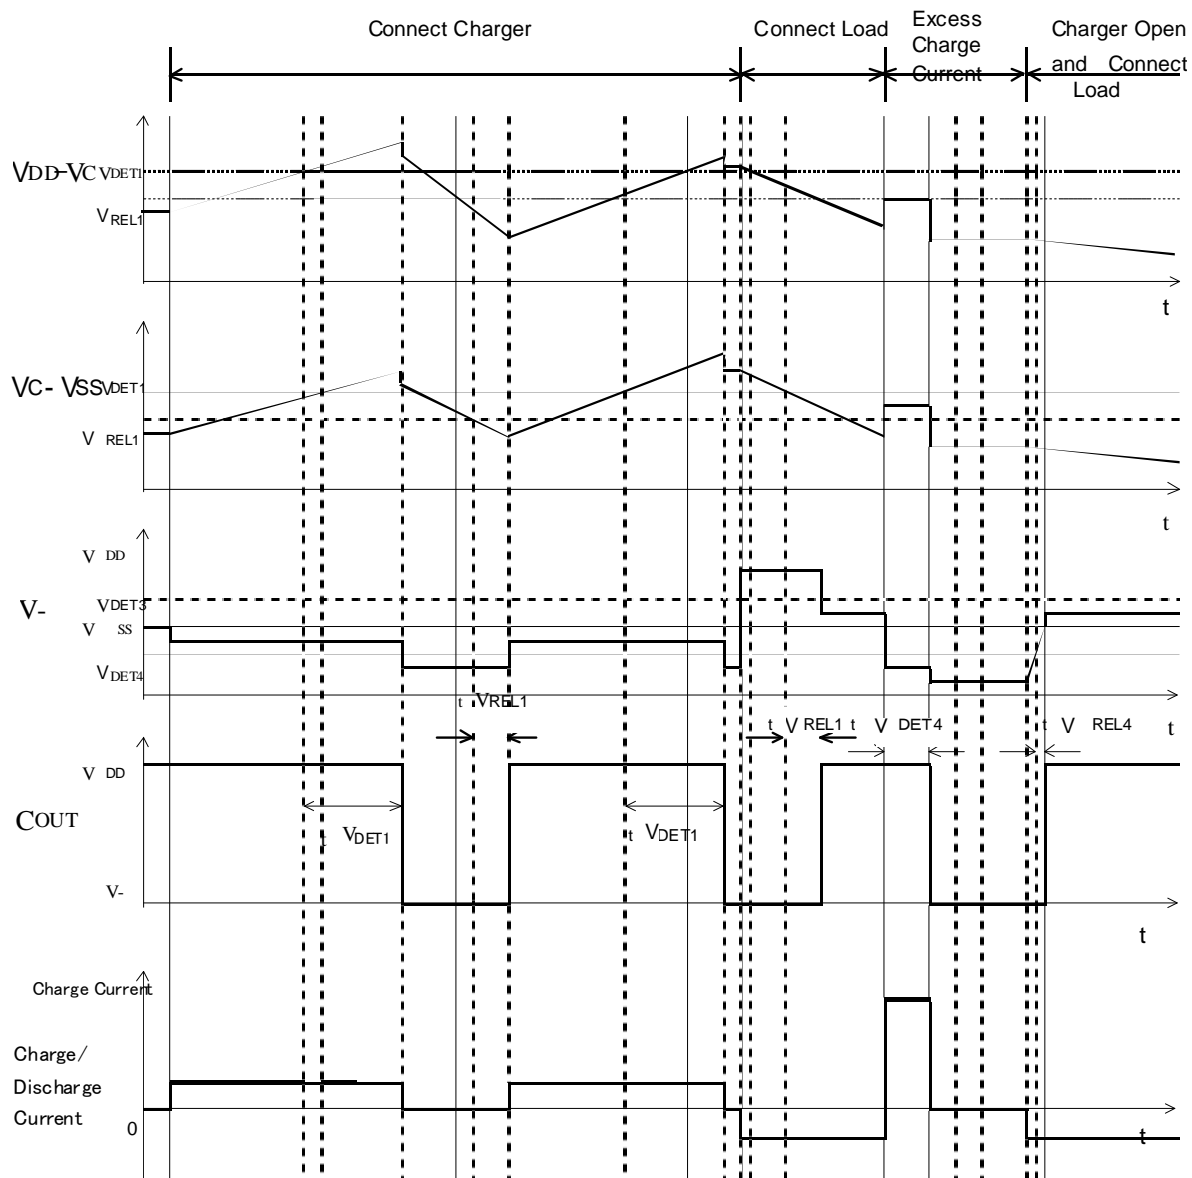 Connect Charger
Connect Load
Excess
Charge
Current
Charger Open
and Connect
Load
VDD-VC VDET1
VREL1
t
VC- VSS VDET1
V REL1
t
V DD
V-
VDET3
V SS
VDET4
t VREL1
t
t V REL1
t V DET4
t V REL4
V DD
COUT
t VDET1
t VDET1
V-
t
Charge Current
Charge/
Discharge
Current
0
t